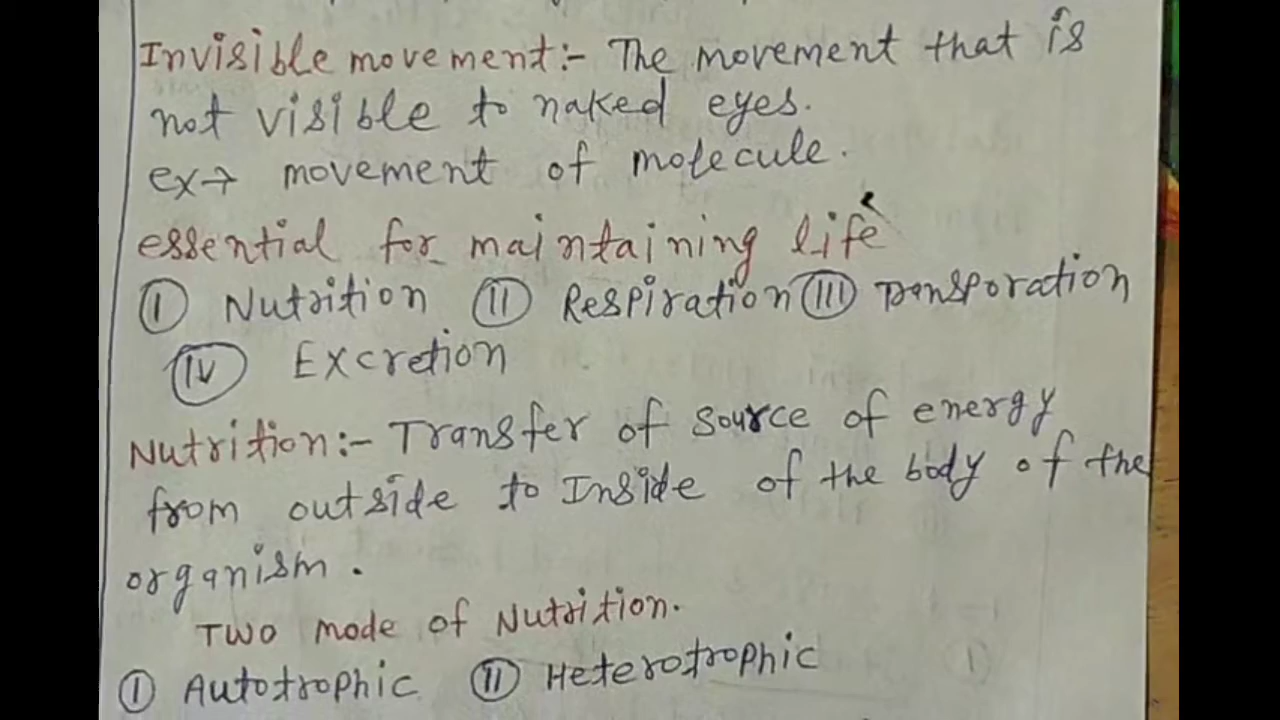 Invisible movement:- The movement that is
not visible to naked eyes.
ex→ movement of molecule.
essential for maintaining life
(I) Nutrition (II) Respiration (III) Transporation
(IV) Excretion
Nutrition:- Transfer of source of energy
from outside to Inside of the body of the
organism.
Two mode of Nutrition.
(I) Autotrophic (II) Heterotrophic